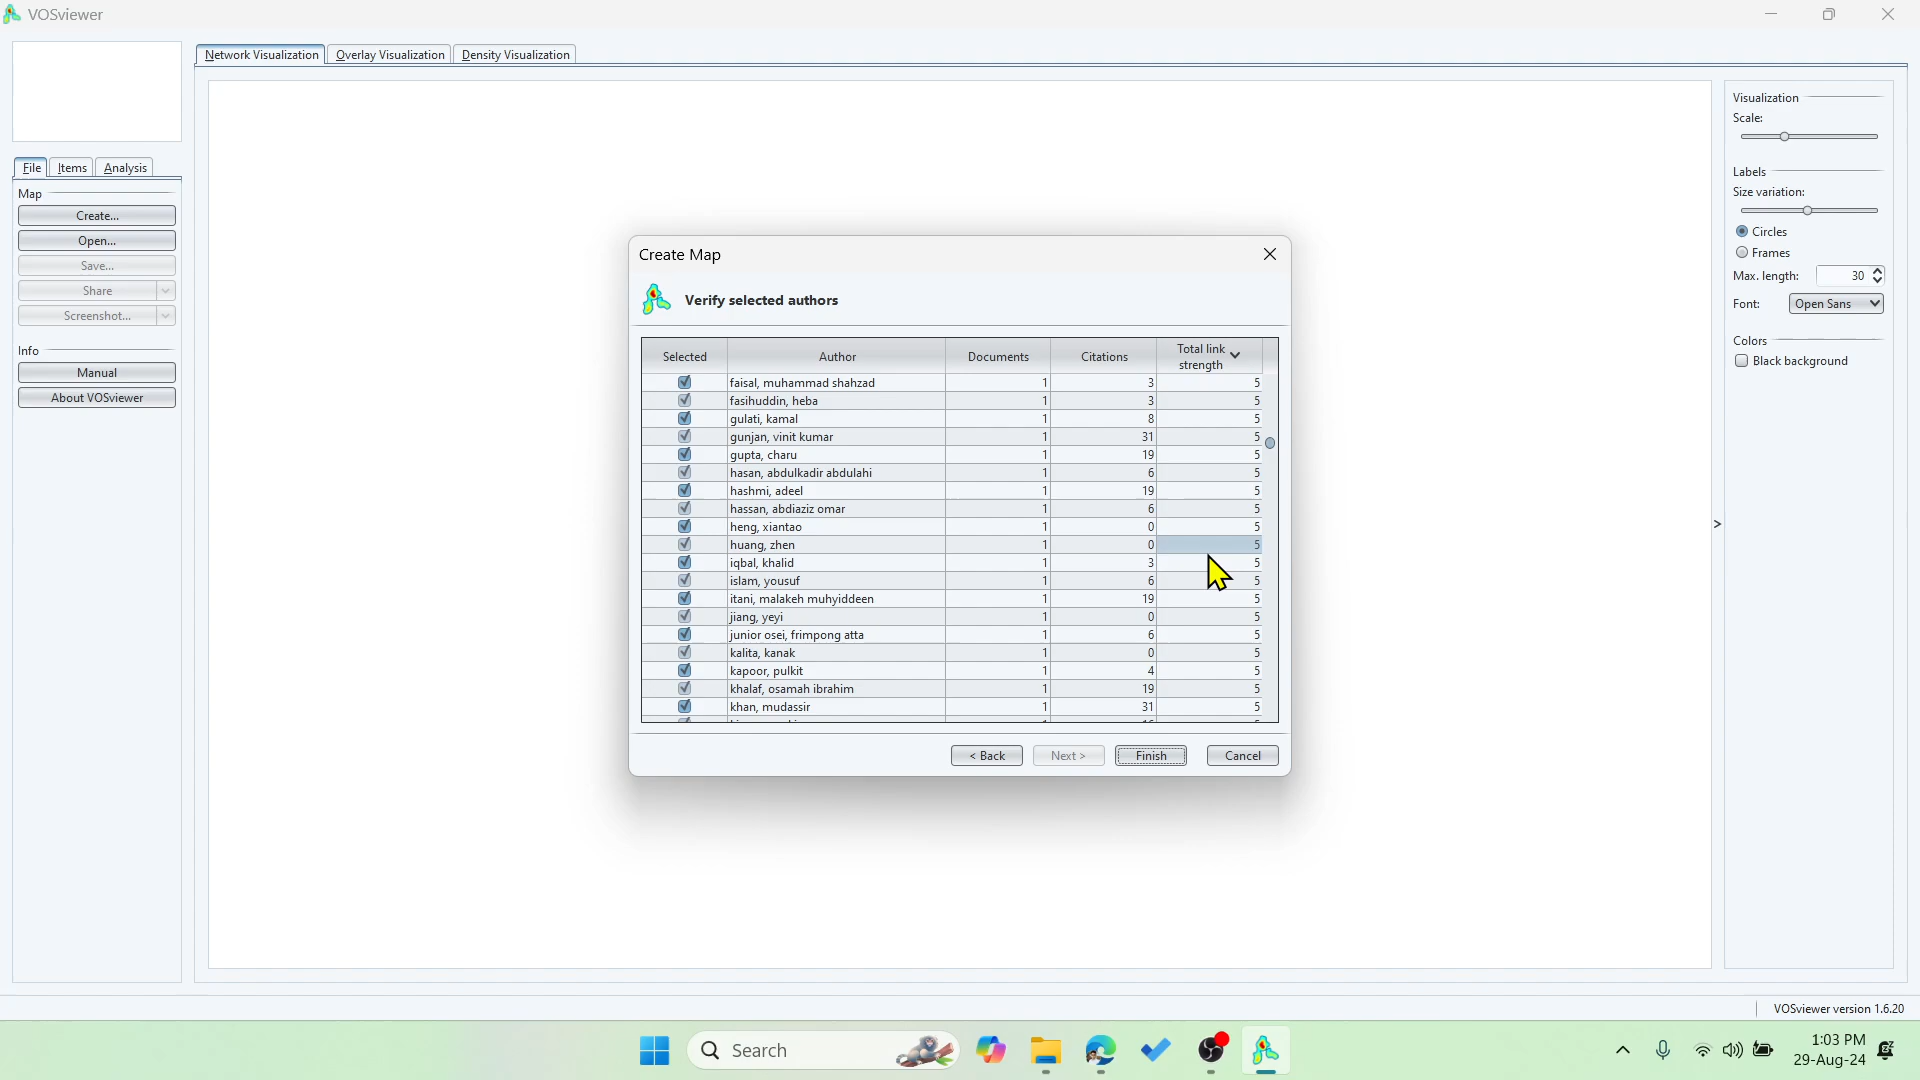 VOSviewer
Network Visualization Overlay Visualization Density Visualization
File Items Analysis
Map
Create...
Open...
Save...
Share
Screenshot...
Info
Manual
About VOSviewer
Create Map
Verify selected authors
Selected Author Documents Citations Total link strength
faisal, muhammad shahzad 1 3 5
fasihuddin, heba 1 3 5
gulati, kamal 1 8 5
gunjan, vinit kumar 1 31 5
gupta, charu 1 19 5
hasan, abdulkadir abdulahi 1 6 5
hashmi, adeel 1 19 5
hassan, abdiaziz omar 1 6 5
heng, xiantao 1 0 5
huang, zhen 1 0 5
iqbal, khalid 1 3 5
islam, yousuf 1 6 5
itani, malakeh muhyiddeen 1 19 5
jiang, yeyi 1 0 5
junior osei, frimpong atta 1 6 5
kalita, kanak 1 0 5
kapoor, pulkit 1 4 5
khalaf, osamah ibrahim 1 19 5
khan, mudassir 1 31 5
< Back Next > Finish Cancel
Visualization
Scale:
Labels
Size variation:
Circles
Frames
Max. length: 30
Font: Open Sans
Colors
Black background
>
VOSviewer version 1.6.20
Search
1:03 PM
29-Aug-24